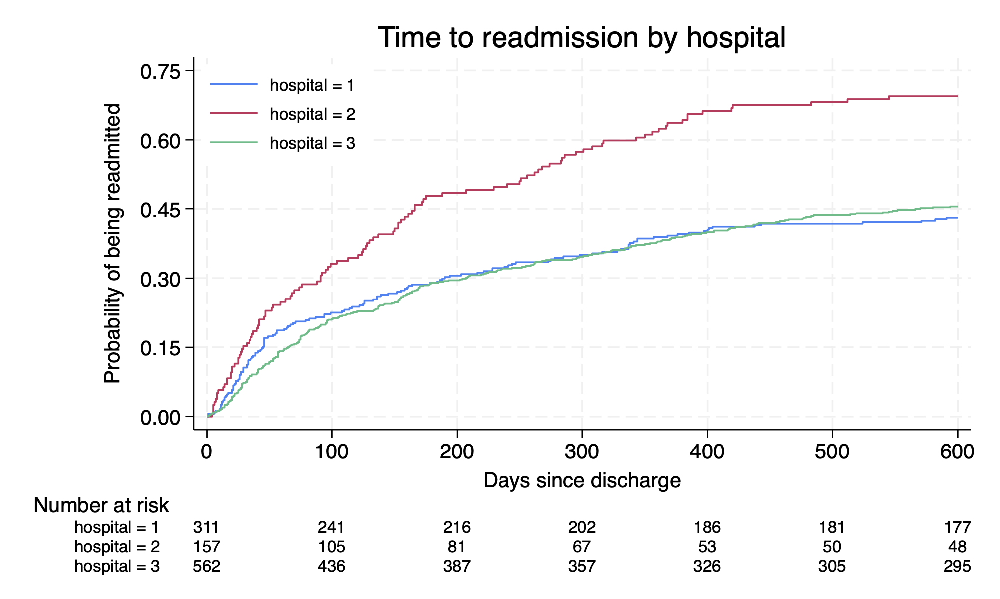 Time to readmission by hospital
hospital = 1
hospital = 2
hospital = 3
Probability of being readmitted
0.75
0.60
0.45
0.30
0.15
0.00
0 100 200 300 400 500 600
Days since discharge
Number at risk
hospital = 1 311 241 216 202 186 181 177
hospital = 2 157 105 81 67 53 50 48
hospital = 3 562 436 387 357 326 305 295